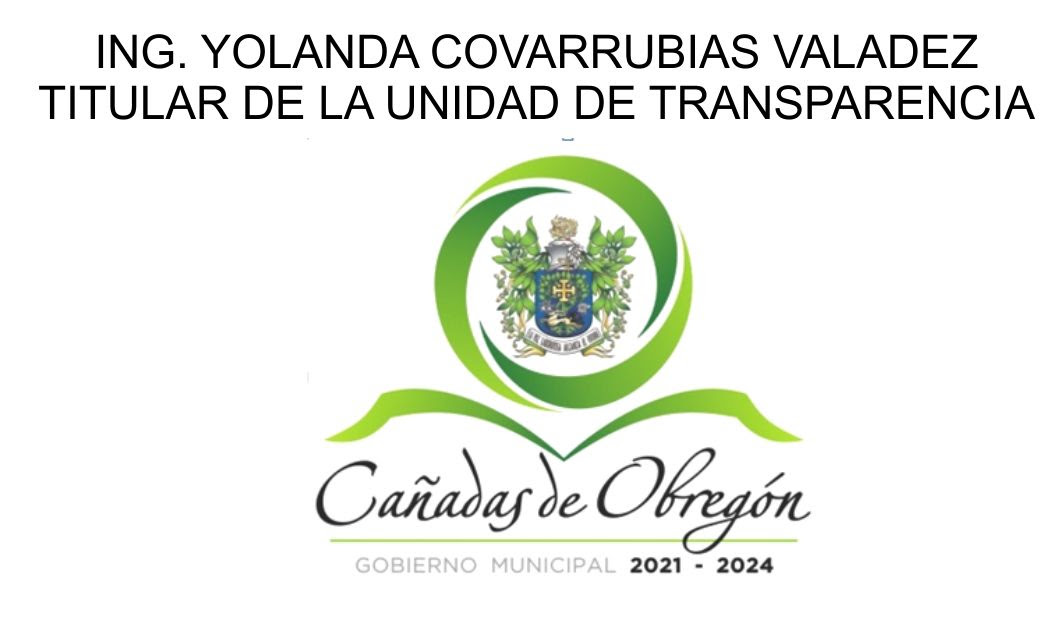 ING. YOLANDA COVARRUBIAS VALADEZ
TITULAR DE LA UNIDAD DE TRANSPARENCIA
Cañadas de Obregón
GOBIERNO MUNICIPAL 2021 - 2024